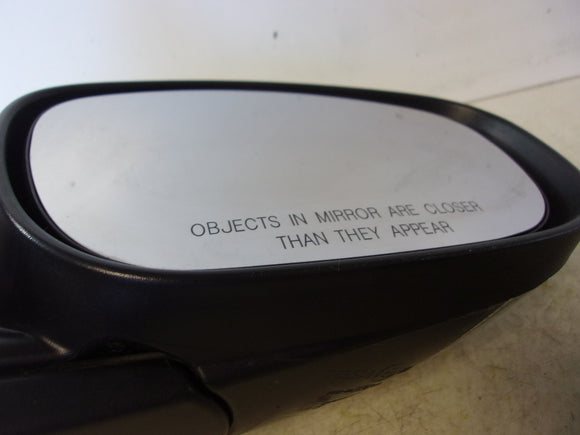 OBJECTS IN MIRROR ARE CLOSER
THAN THEY APPEAR